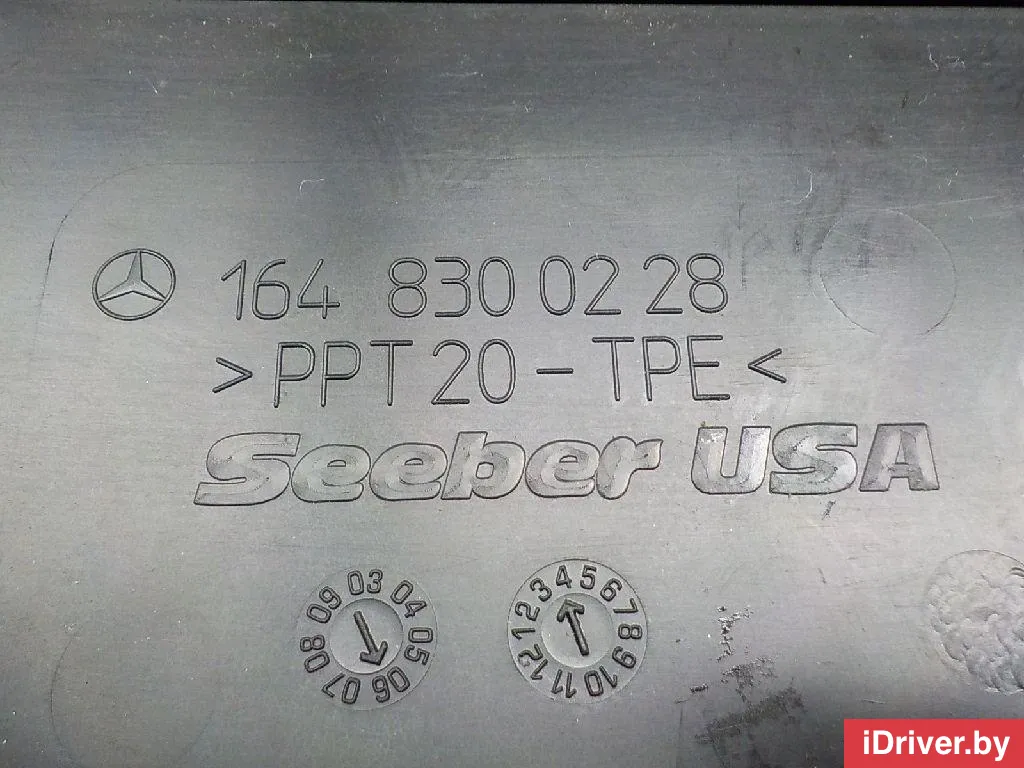 164 830 02 28
> PPT 20 - TPE <
Seeber USA
03 04 05 06 07 08 09
1 2 3 4 5 6 7 8 9 10 11 12
iDriver.by